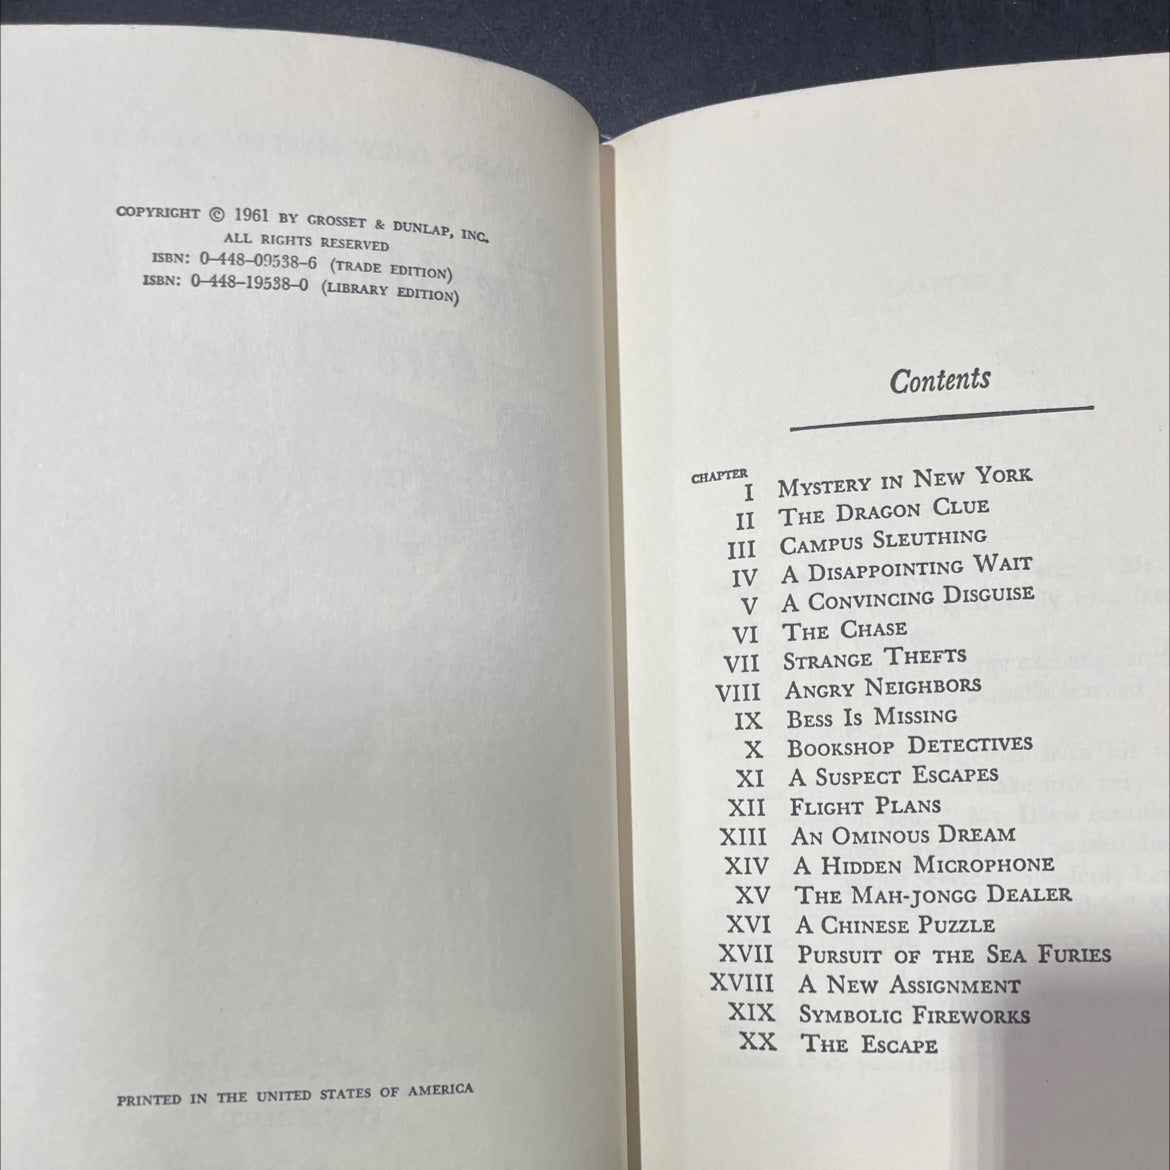 COPYRIGHT © 1961 BY GROSSET & DUNLAP, INC.
ALL RIGHTS RESERVED
ISBN: 0-448-09538-6 (TRADE EDITION)
ISBN: 0-448-19538-0 (LIBRARY EDITION)
PRINTED IN THE UNITED STATES OF AMERICA
Contents
CHAPTER
I MYSTERY IN NEW YORK
II THE DRAGON CLUE
III CAMPUS SLEUTHING
IV A DISAPPOINTING WAIT
V A CONVINCING DISGUISE
VI THE CHASE
VII STRANGE THEFTS
VIII ANGRY NEIGHBORS
IX BESS IS MISSING
X BOOKSHOP DETECTIVES
XI A SUSPECT ESCAPES
XII FLIGHT PLANS
XIII AN OMINOUS DREAM
XIV A HIDDEN MICROPHONE
XV THE MAH-JONGG DEALER
XVI A CHINESE PUZZLE
XVII PURSUIT OF THE SEA FURIES
XVIII A NEW ASSIGNMENT
XIX SYMBOLIC FIREWORKS
XX THE ESCAPE